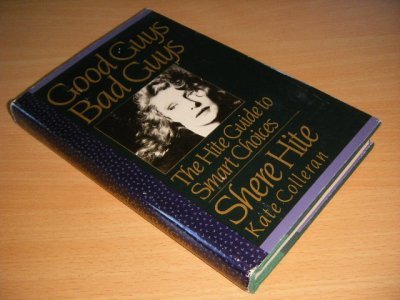 Good Guys
Bad Guys
The Hite Guide to
Smart Choices
Shere Hite
Kate Colleran